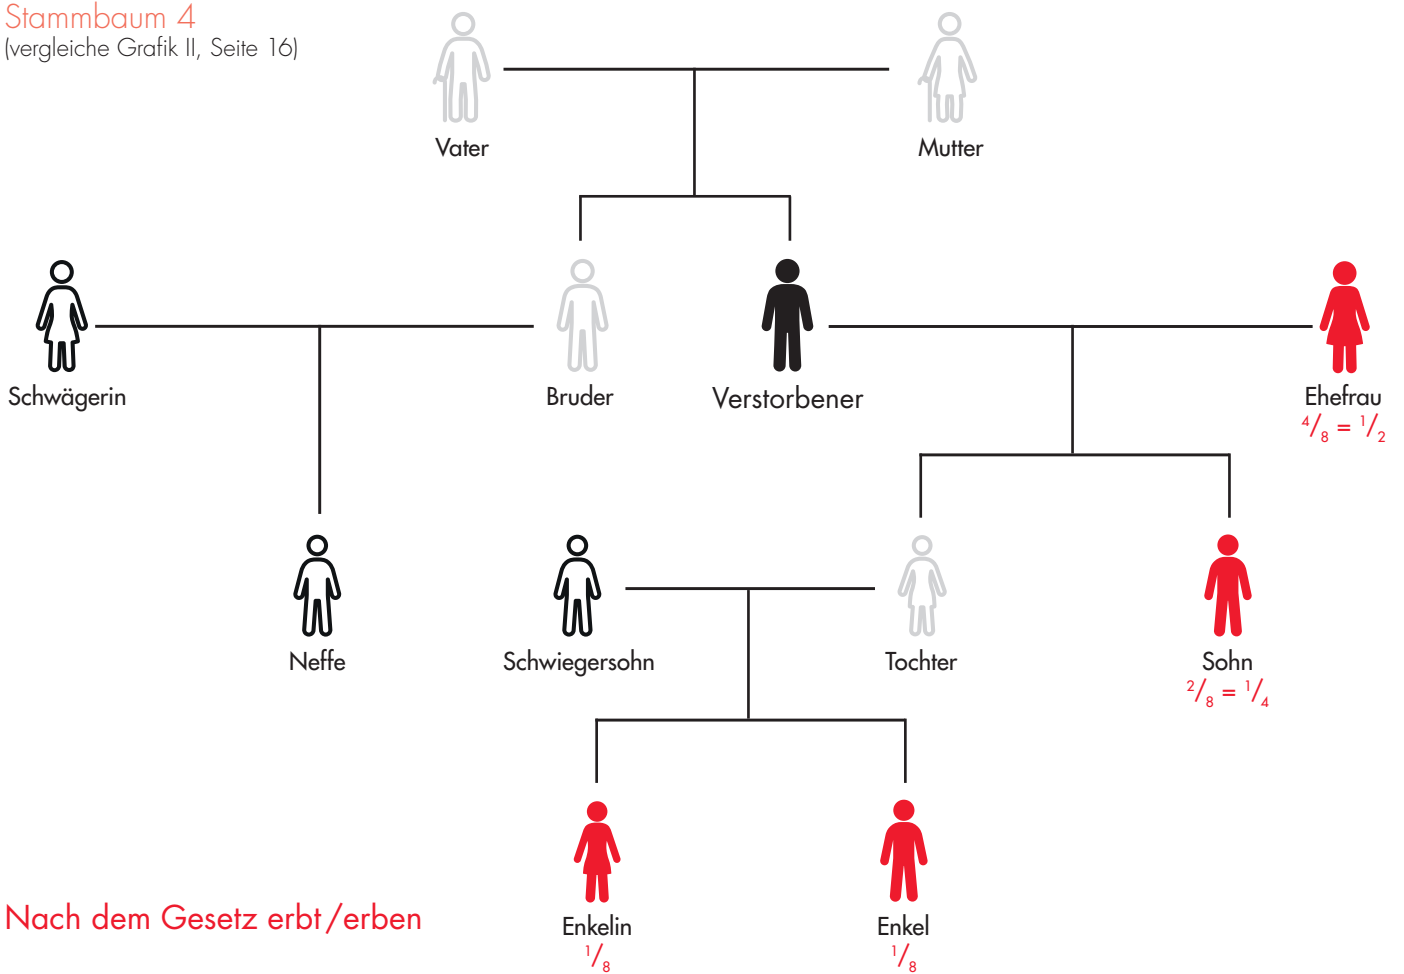 Stammbaum 4
(vergleiche Grafik II, Seite 16)
Vater
Mutter
Schwägerin
Bruder
Verstorbener
Ehefrau
4/8 = 1/2
Neffe
Schwiegersohn
Tochter
Sohn
2/8 = 1/4
Nach dem Gesetz erbt/erben
Enkelin
1/8
Enkel
1/8